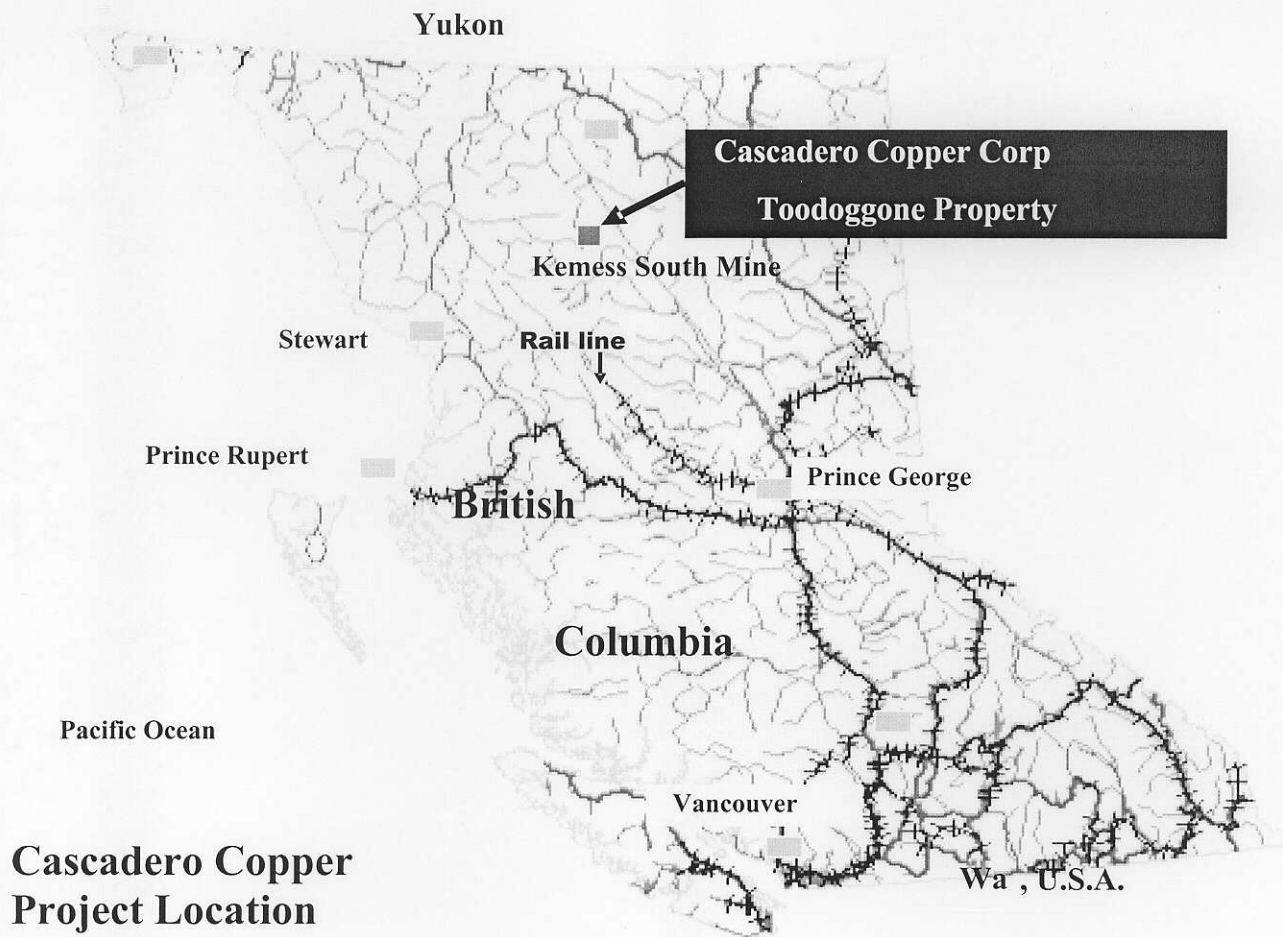 Yukon
Cascadero Copper Corp
Toodoggone Property
Kemess South Mine
Stewart
Rail line
Prince Rupert
Prince George
British
Columbia
Pacific Ocean
Vancouver
Wa , U.S.A.
Cascadero Copper
Project Location